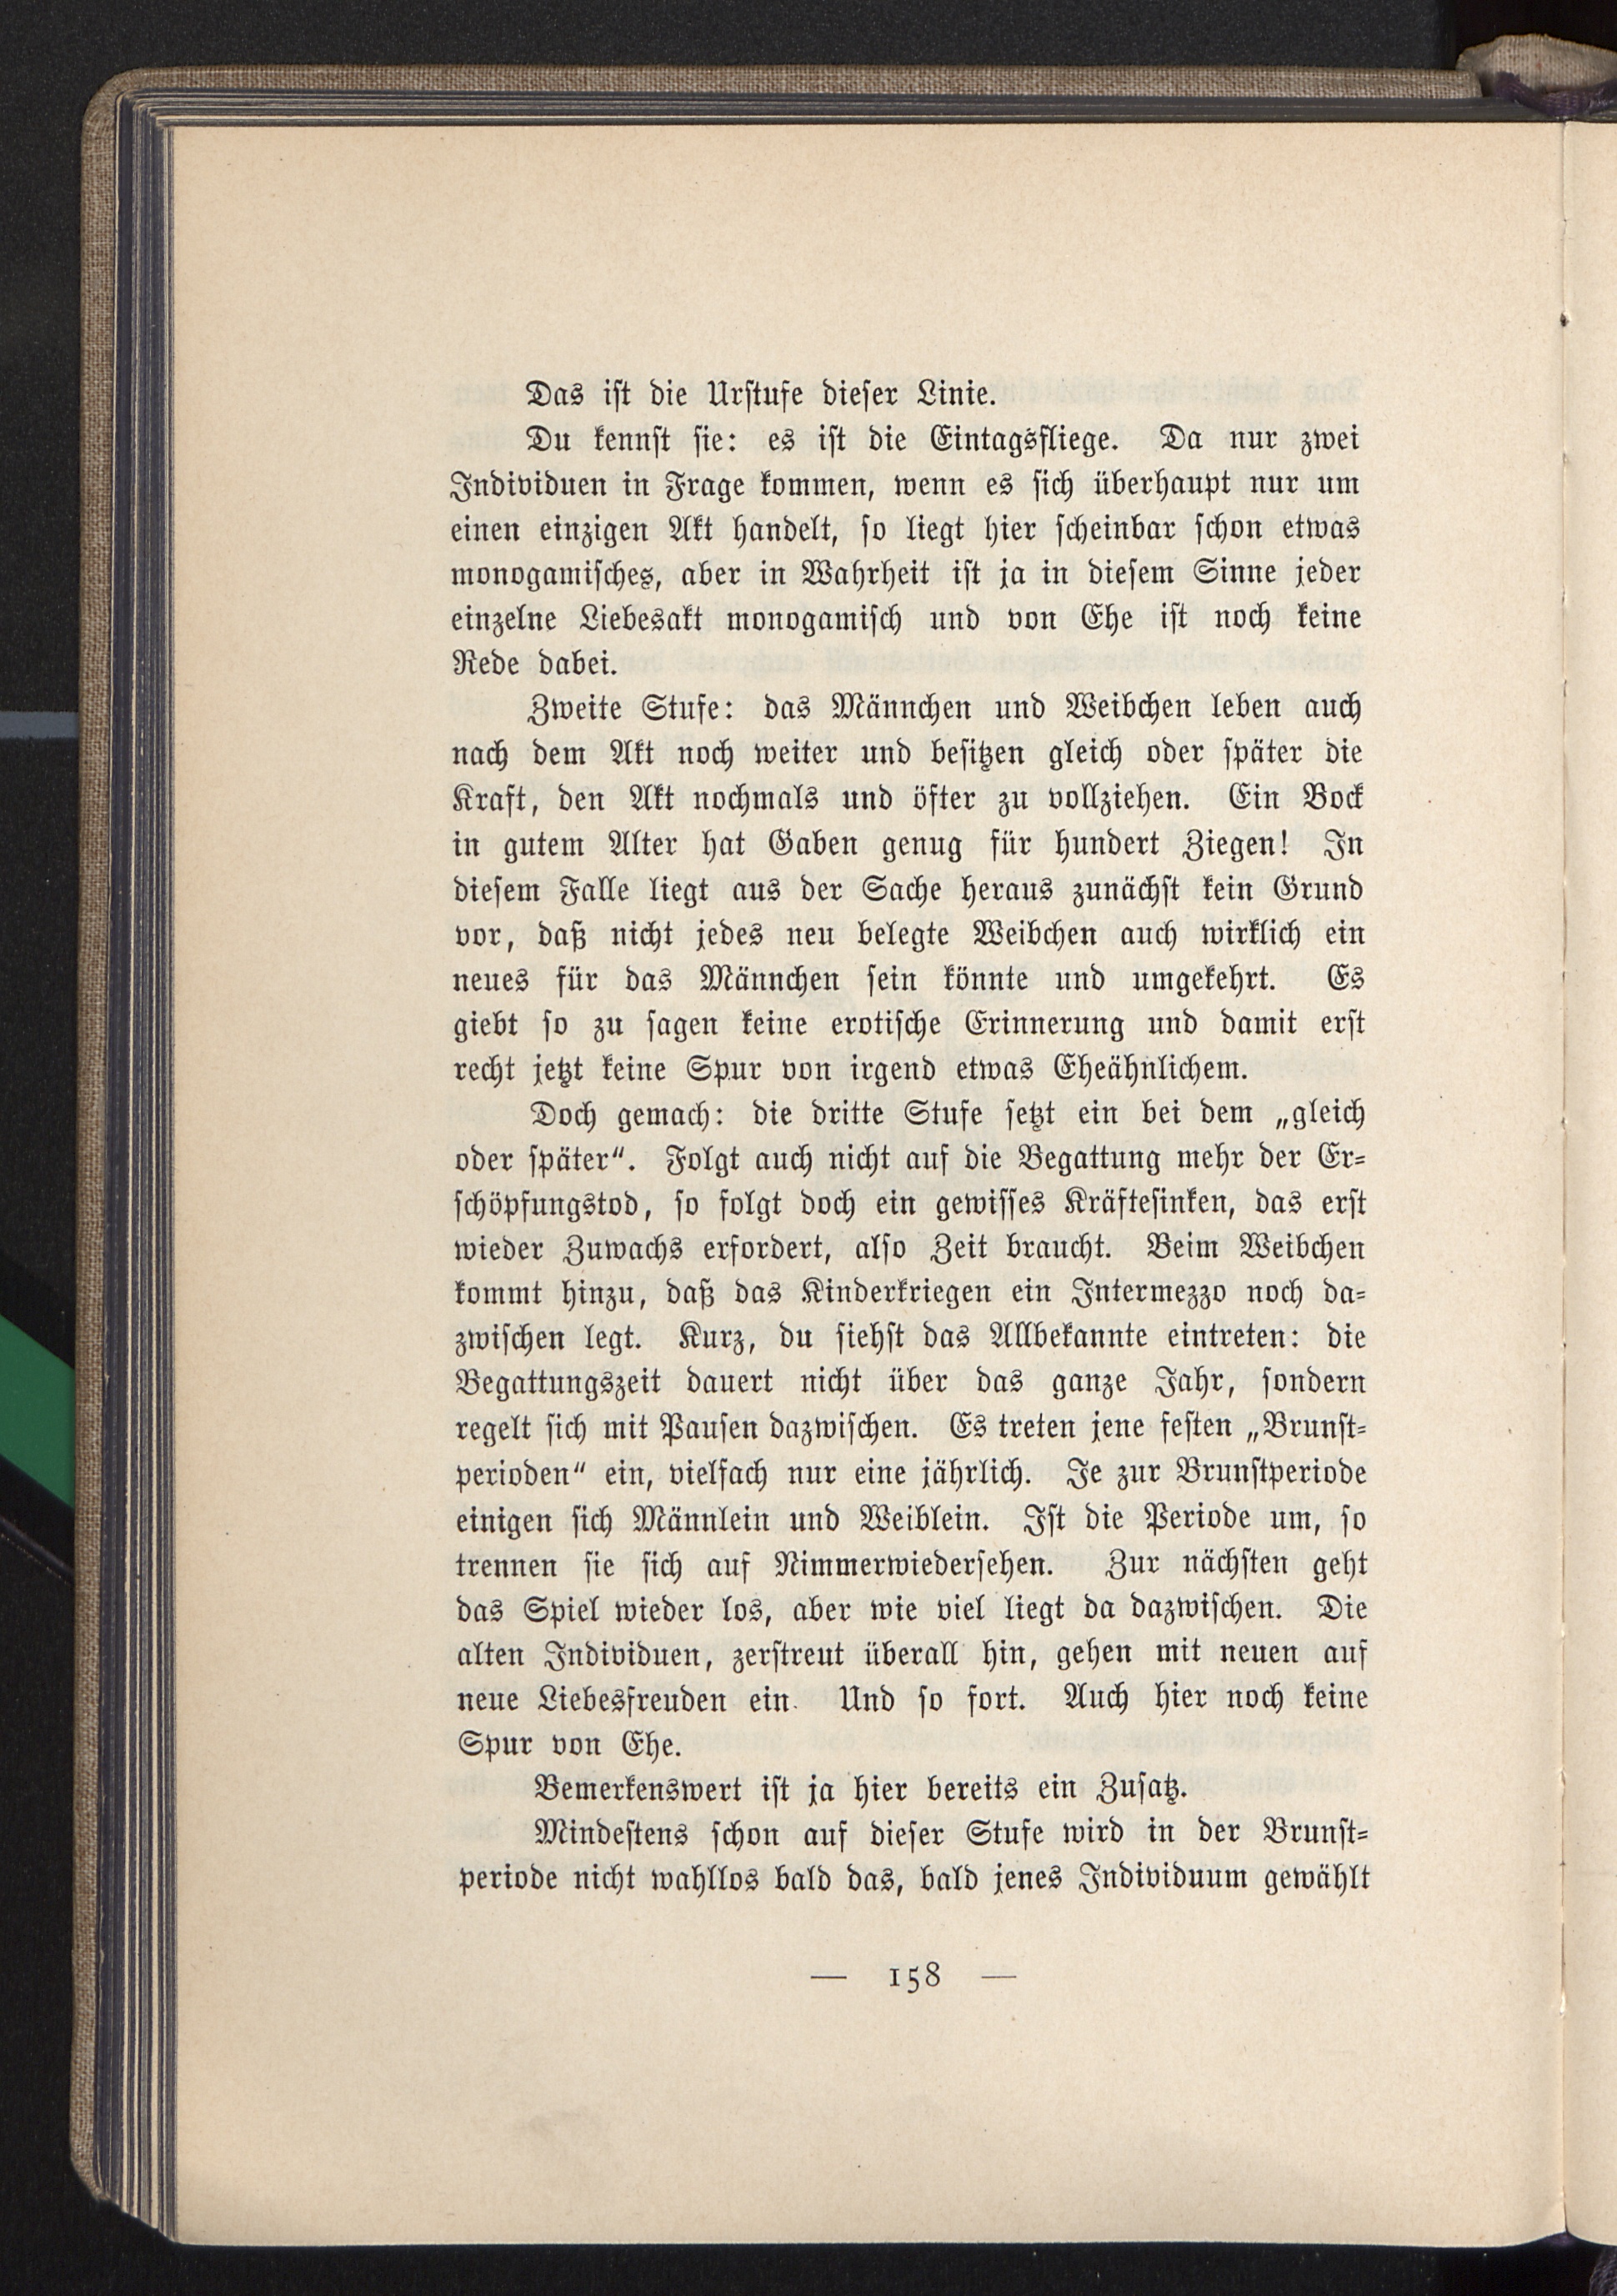 Das ist die Urstufe dieser Linie.
Du kennst sie: es ist die Eintagsfliege. Da nur zwei
Individuen in Frage kommen, wenn es sich überhaupt nur um
einen einzigen Akt handelt, so liegt hier scheinbar schon etwas
monogamisches, aber in Wahrheit ist ja in diesem Sinne jeder
einzelne Liebesakt monogamisch und von Ehe ist noch keine
Rede dabei.
Zweite Stufe: das Männchen und Weibchen leben auch
nach dem Akt noch weiter und besitzen gleich oder später die
Kraft, den Akt nochmals und öfter zu vollziehen. Ein Bock
in gutem Alter hat Gaben genug für hundert Ziegen! In
diesem Falle liegt aus der Sache heraus zunächst kein Grund
vor, daß nicht jedes neu belegte Weibchen auch wirklich ein
neues für das Männchen sein könnte und umgekehrt. Es
giebt so zu sagen keine erotische Erinnerung und damit erst
recht jetzt keine Spur von irgend etwas Eheähnlichem.
Doch gemach: die dritte Stufe setzt ein bei dem „gleich
oder später“. Folgt auch nicht auf die Begattung mehr der Er-
schöpfungstod, so folgt doch ein gewisses Kräftesinken, das erst
wieder Zuwachs erfordert, also Zeit braucht. Beim Weibchen
kommt hinzu, daß das Kinderkriegen ein Intermezzo noch da-
zwischen legt. Kurz, du siehst das Allbekannte eintreten: die
Begattungszeit dauert nicht über das ganze Jahr, sondern
regelt sich mit Pausen dazwischen. Es treten jene festen „Brunst-
perioden“ ein, vielfach nur eine jährlich. Je zur Brunstperiode
einigen sich Männlein und Weiblein. Ist die Periode um, so
trennen sie sich auf Nimmerwiedersehen. Zur nächsten geht
das Spiel wieder los, aber wie viel liegt da dazwischen. Die
alten Individuen, zerstreut überall hin, gehen mit neuen auf
neue Liebesfreuden ein. Und so fort. Auch hier noch keine
Spur von Ehe.
Bemerkenswert ist ja hier bereits ein Zusatz.
Mindestens schon auf dieser Stufe wird in der Brunst-
periode nicht wahllos bald das, bald jenes Individuum gewählt
— 158 —